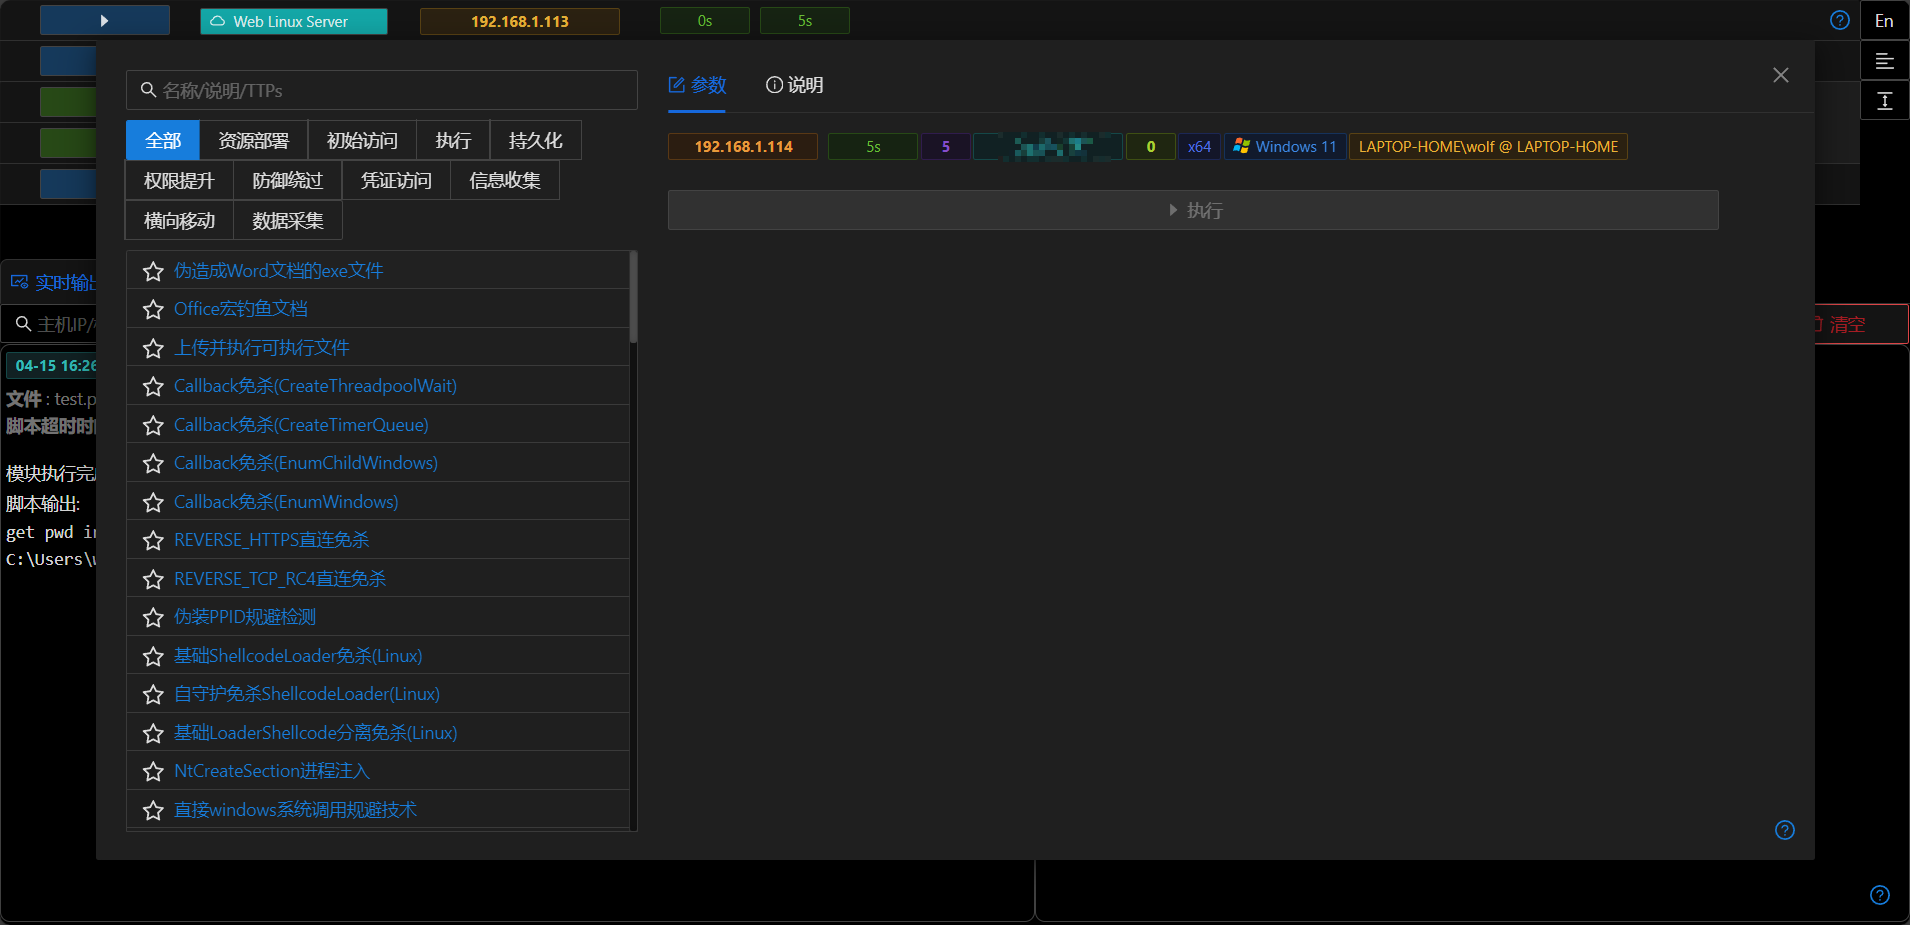 Web Linux Server 192.168.1.113 0s 5s En
名称/说明/TTPs
参数 说明
全部 资源部署 初始访问 执行 持久化
权限提升 防御绕过 凭证访问 信息收集
横向移动 数据采集
192.168.1.114 5s 5 0 x64 Windows 11 LAPTOP-HOME\wolf @ LAPTOP-HOME
执行
伪造成Word文档的exe文件
Office宏钓鱼文档
上传并执行可执行文件
Callback免杀(CreateThreadpoolWait)
Callback免杀(CreateTimerQueue)
Callback免杀(EnumChildWindows)
Callback免杀(EnumWindows)
REVERSE_HTTPS直连免杀
REVERSE_TCP_RC4直连免杀
伪装PPID规避检测
基础ShellcodeLoader免杀(Linux)
自守护免杀ShellcodeLoader(Linux)
基础LoaderShellcode分离免杀(Linux)
NtCreateSection进程注入
直接windows系统调用规避技术
实时输出
主机IP/
清空
04-15 16:26
文件 : test.p
脚本超时时
模块执行完
脚本输出:
get pwd in
C:\Users\